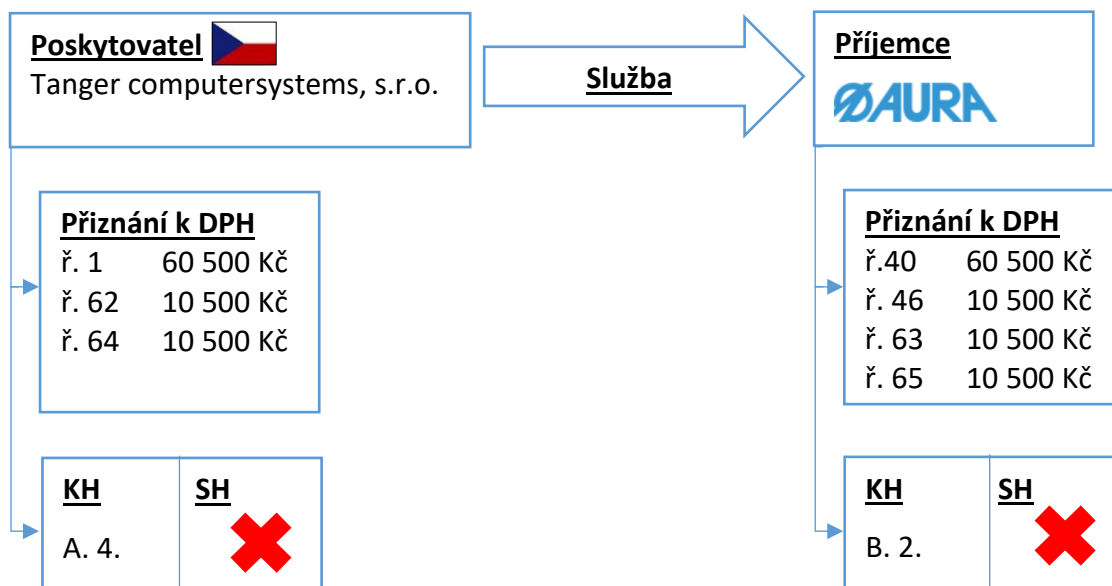 Poskytovatel
Tanger computersystems, s.r.o.
Služba
Příjemce
AURA
Přiznání k DPH
ř. 1 60 500 Kč
ř. 62 10 500 Kč
ř. 64 10 500 Kč
Přiznání k DPH
ř.40 60 500 Kč
ř. 46 10 500 Kč
ř. 63 10 500 Kč
ř. 65 10 500 Kč
KH SH
A. 4.
KH SH
B. 2.